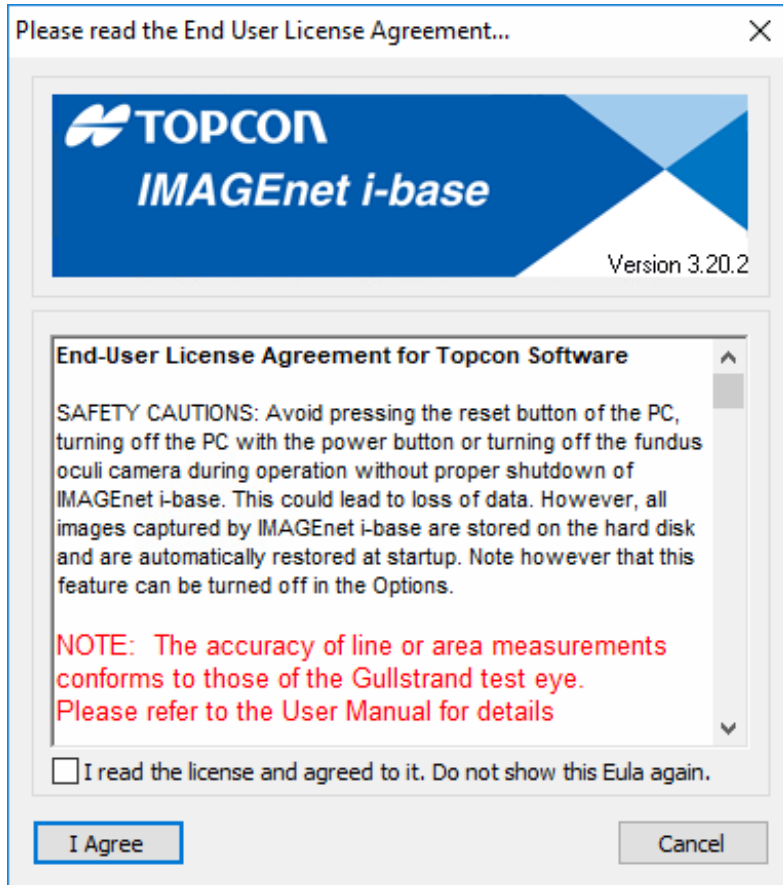 Please read the End User License Agreement...
TOPCON
IMAGEnet i-base
Version 3.20.2
End-User License Agreement for Topcon Software
SAFETY CAUTIONS: Avoid pressing the reset button of the PC,
turning off the PC with the power button or turning off the fundus
oculi camera during operation without proper shutdown of
IMAGEnet i-base. This could lead to loss of data. However, all
images captured by IMAGEnet i-base are stored on the hard disk
and are automatically restored at startup. Note however that this
feature can be turned off in the Options.
NOTE:  The accuracy of line or area measurements
conforms to those of the Gullstrand test eye.
Please refer to the User Manual for details
I read the license and agreed to it. Do not show this Eula again.
I Agree
Cancel